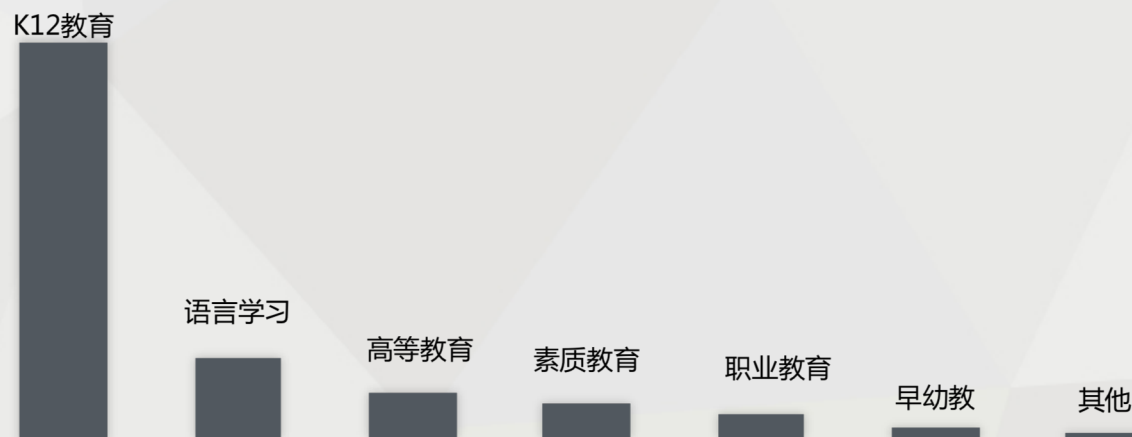 K12教育
语言学习
高等教育
素质教育
职业教育
早幼教
其他